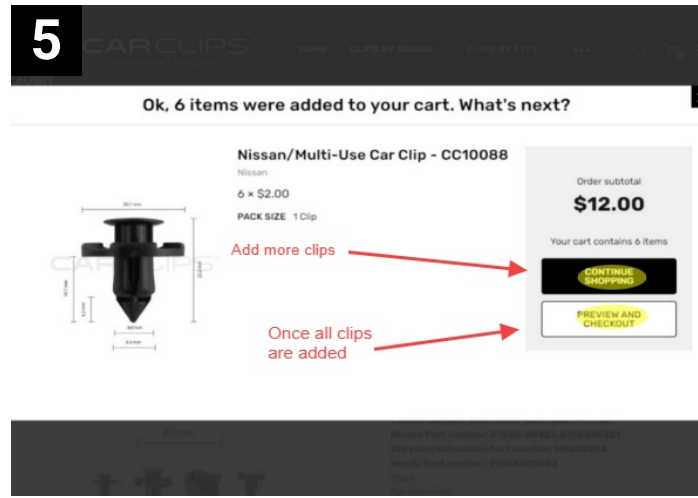 5
CARCLIPS
HOME CLIPS BY BRAND CLIPS BY TYPE
Ok, 6 items were added to your cart. What's next?
Nissan/Multi-Use Car Clip - CC10088
Nissan
6 × $2.00
PACK SIZE 1 Clip
Order subtotal
$12.00
Your cart contains 6 items
CONTINUE
SHOPPING
PREVIEW AND
CHECKOUT
Add more clips
Once all clips
are added